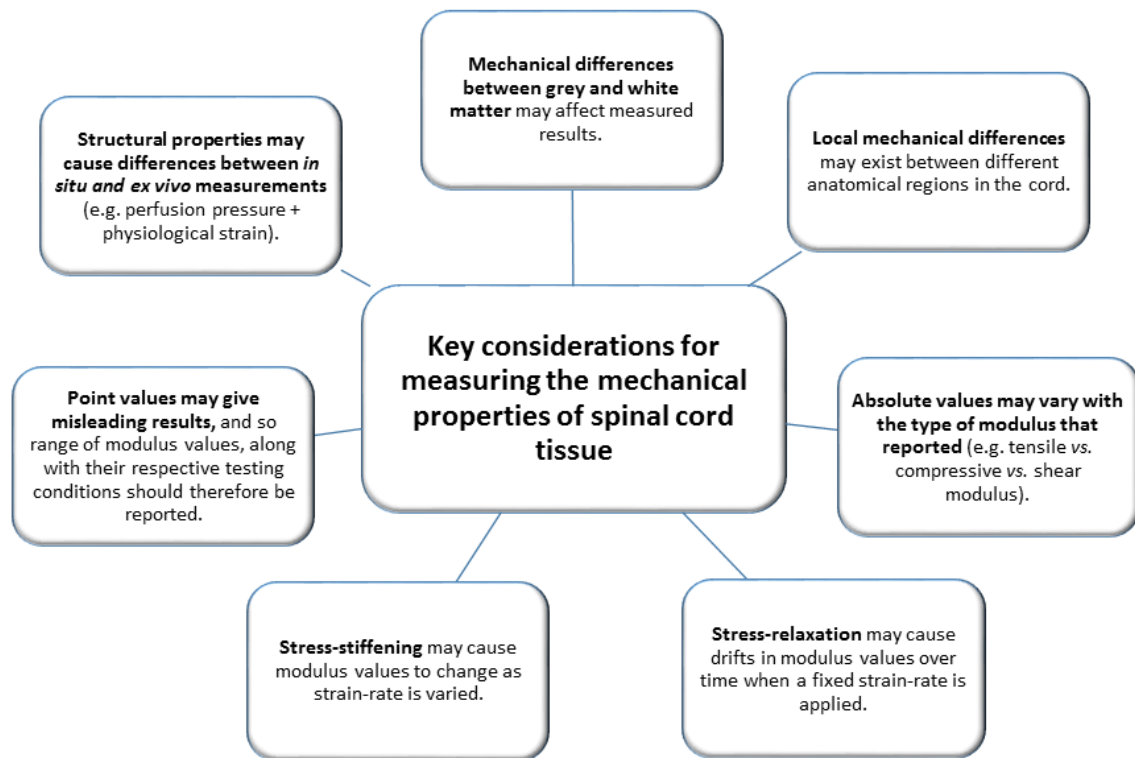 Mechanical differences
between grey and white
matter may affect measured
results.
Structural properties may
cause differences between in
situ and ex vivo measurements
(e.g. perfusion pressure +
physiological strain).
Local mechanical differences
may exist between different
anatomical regions in the cord.
Key considerations for
measuring the mechanical
properties of spinal cord
tissue
Point values may give
misleading results, and so
range of modulus values, along
with their respective testing
conditions should therefore be
reported.
Absolute values may vary with
the type of modulus that
reported (e.g. tensile vs.
compressive vs. shear
modulus).
Stress-stiffening may cause
modulus values to change as
strain-rate is varied.
Stress-relaxation may cause
drifts in modulus values over
time when a fixed strain-rate is
applied.